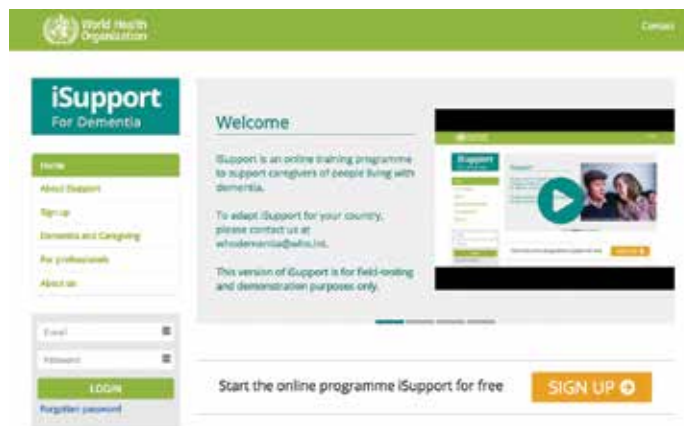 World Health
Organization
Contact
iSupport
For Dementia
Home
About iSupport
Sign up
Dementia and Caregiving
For professionals
About us
E-mail
Password
LOGIN
Forgotten password
Welcome
iSupport is an online training programme
to support caregivers of people living with
dementia.
To adapt iSupport for your country,
please contact us at
whodementia@who.int.
This version of iSupport is for field-testing
and demonstration purposes only.
iSupport
Start the online programme iSupport for free
SIGN UP